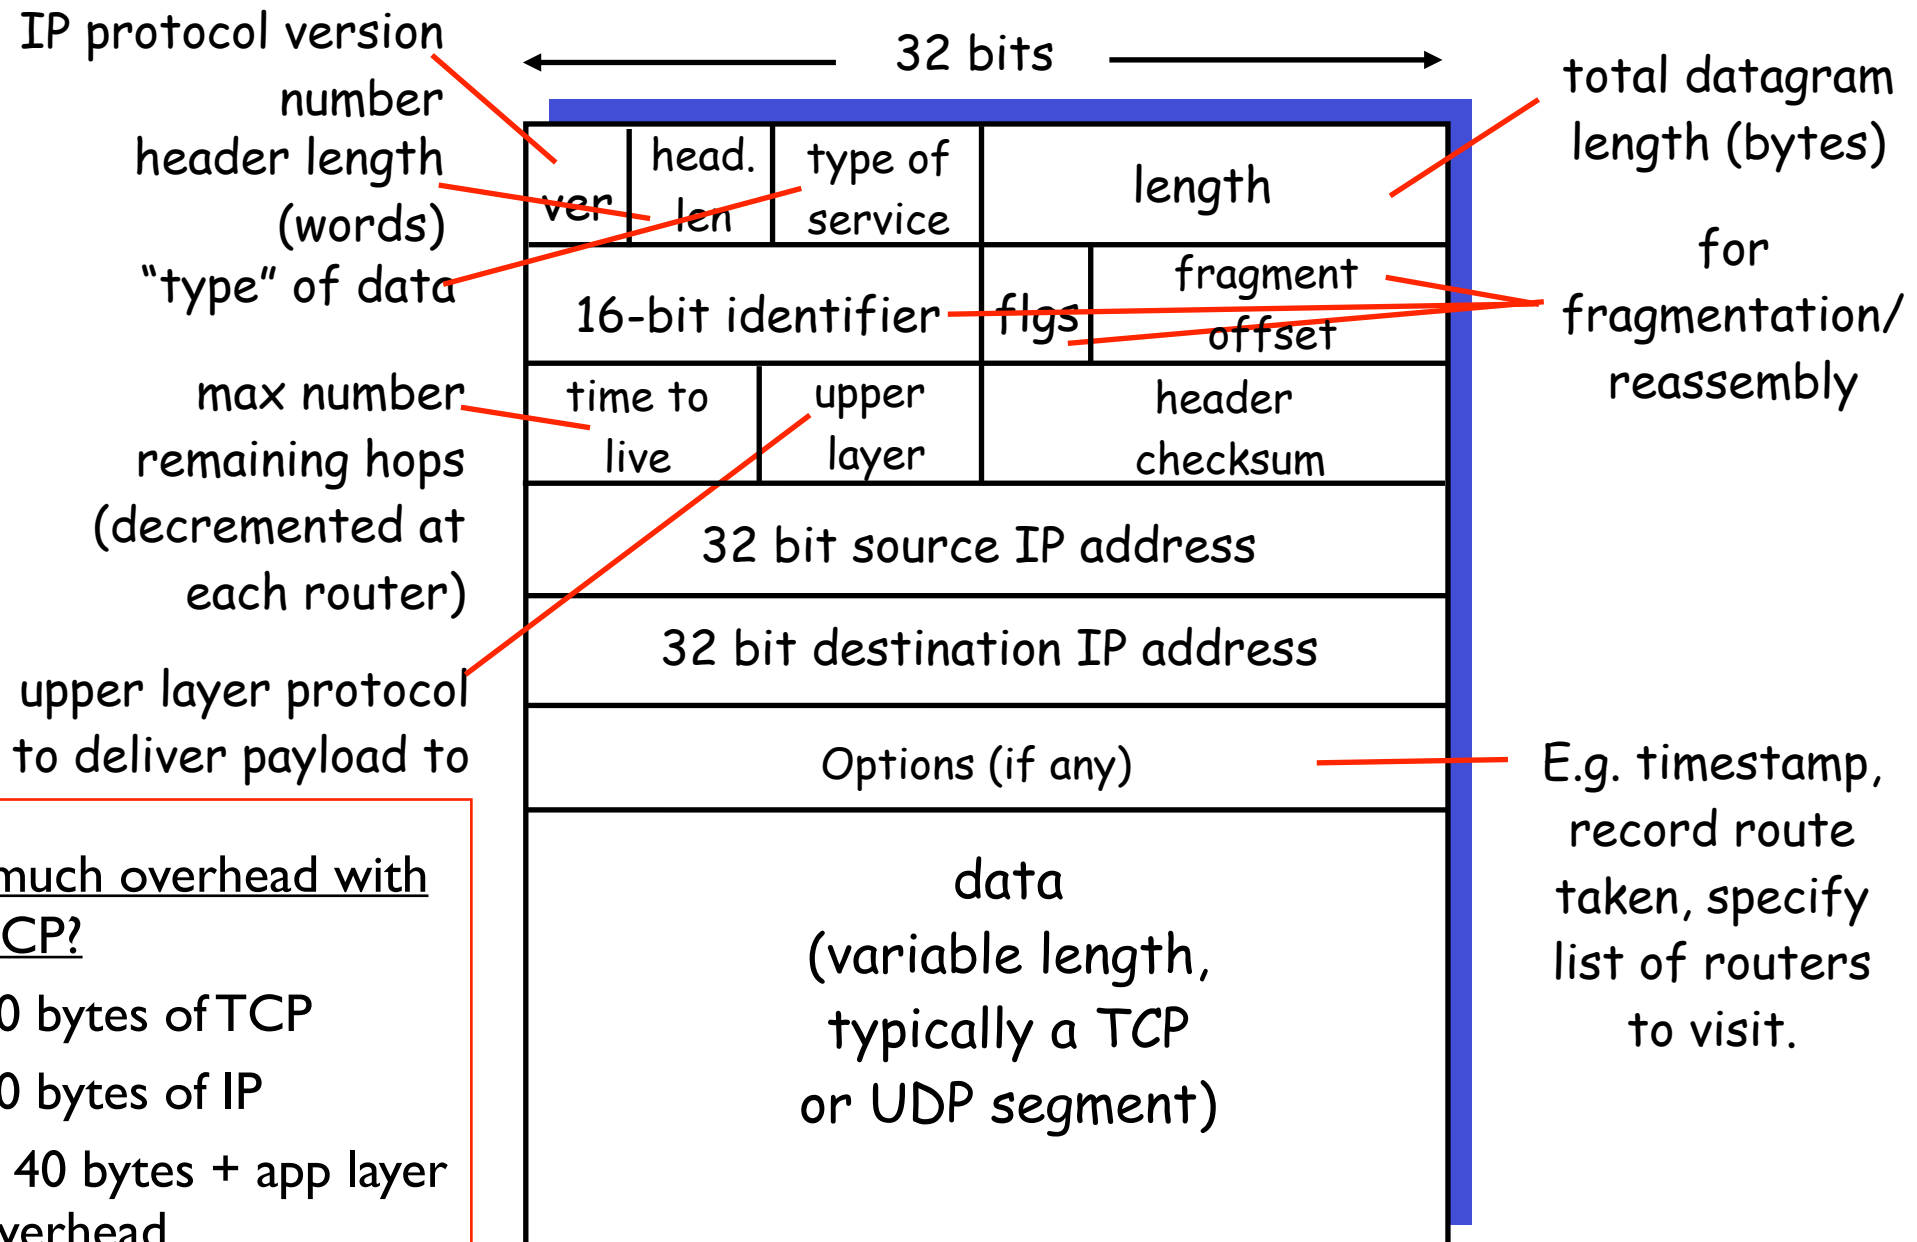 IP protocol version
number
header length
(words)
“type” of data
max number
remaining hops
(decremented at
each router)
upper layer protocol
to deliver payload to
much overhead with
CP?
0 bytes of TCP
0 bytes of IP
40 bytes + app layer
verhead
32 bits
ver
head.
len
type of
service
length
16-bit identifier
flgs
fragment
offset
time to
live
upper
layer
header
checksum
32 bit source IP address
32 bit destination IP address
Options (if any)
data
(variable length,
typically a TCP
or UDP segment)
total datagram
length (bytes)
for
fragmentation/
reassembly
E.g. timestamp,
record route
taken, specify
list of routers
to visit.